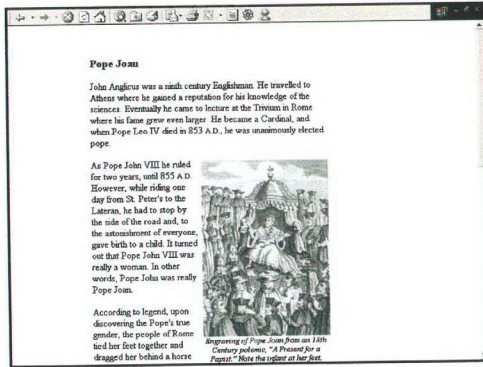 Pope Joan
John Anglicus was a ninth century Englishman. He travelled to
Athens where he gained a reputation for his knowledge of the
sciences. Eventually he came to lecture at the Trivium in Rome
where his fame grew even larger. He became a Cardinal, and
when Pope Leo IV died in 853 A.D., he was unanimously elected
pope.
As Pope John VIII he ruled
for two years, until 855 A.D.
However, while riding one
day from St. Peter's to the
Lateran, he had to stop by
the side of the road and, to
the astonishment of everyone,
gave birth to a child. It turned
out that Pope John VIII was
really a woman. In other
words, Pope John was really
Pope Joan.
According to legend, upon
discovering the Pope's true
gender, the people of Rome
tied her feet together and
dragged her behind a horse
Engraving of Pope Joan from an 18th
Century polemic, "A Present for a
Papist." Note the infant at her feet.